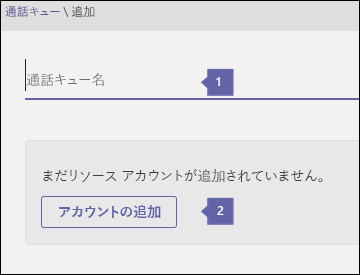 通話キュー \ 追加
通話キュー名
1
まだリソース アカウントが追加されていません。
アカウントの追加
2